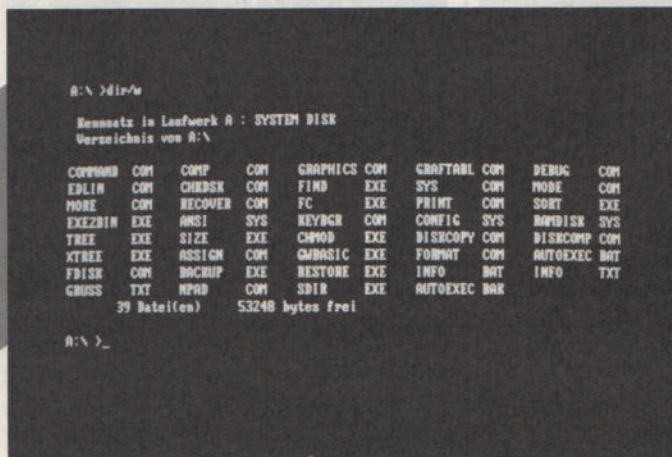 A:\ >dir/w
Kennsatz in Laufwerk A : SYSTEM DISK
Verzeichnis von A:\
COMMAND COM COMP COM GRAPHICS COM GRAFTABL COM DEBUG COM
EDLIN COM CHKDSK COM FIND EXE SYS COM MODE COM
MORE COM RECOVER COM FC EXE PRINT COM SORT EXE
EXE2BIN EXE ANSI SYS KEYBGR COM CONFIG SYS RAMDISK SYS
TREE EXE SIZE EXE CHMOD EXE DISKCOPY COM DISKCOMP COM
XTREE EXE ASSIGN COM GWBASIC EXE FORMAT COM AUTOEXEC BAT
FDISK COM BACKUP EXE RESTORE EXE INFO BAT INFO TXT
GRUSS TXT NPAD COM SDIR EXE AUTOEXEC BAK
39 Datei(en) 53248 bytes frei
A:\ >_